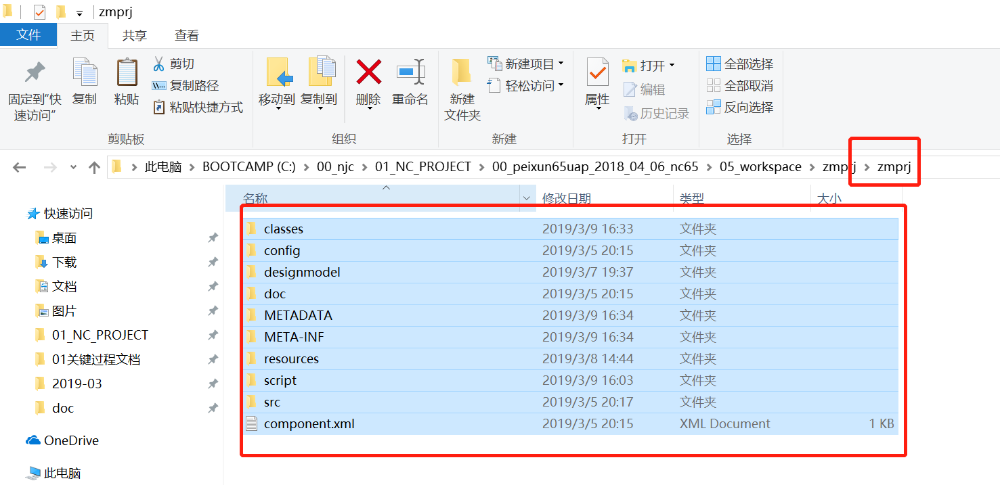 zmprj
文件 主页 共享 查看
固定到“快速访问”
复制
粘贴
剪切
复制路径
粘贴快捷方式
剪贴板
移动到
复制到
删除
重命名
组织
新建
文件夹
新建项目
轻松访问
新建
属性
打开
编辑
历史记录
打开
全部选择
全部取消
反向选择
选择
此电脑 BOOTCAMP (C:) 00_njc 01_NC_PROJECT 00_peixun65uap_2018_04_06_nc65 05_workspace zmprj zmprj
快速访问
桌面
下载
文档
图片
01_NC_PROJECT
01关键过程文档
2019-03
doc
OneDrive
此电脑
名称 修改日期 类型 大小
classes 2019/3/9 16:33 文件夹
config 2019/3/5 20:15 文件夹
designmodel 2019/3/7 19:37 文件夹
doc 2019/3/5 20:15 文件夹
METADATA 2019/3/9 16:34 文件夹
META-INF 2019/3/9 16:34 文件夹
resources 2019/3/8 14:44 文件夹
script 2019/3/9 16:03 文件夹
src 2019/3/5 20:17 文件夹
component.xml 2019/3/5 20:15 XML Document 1 KB